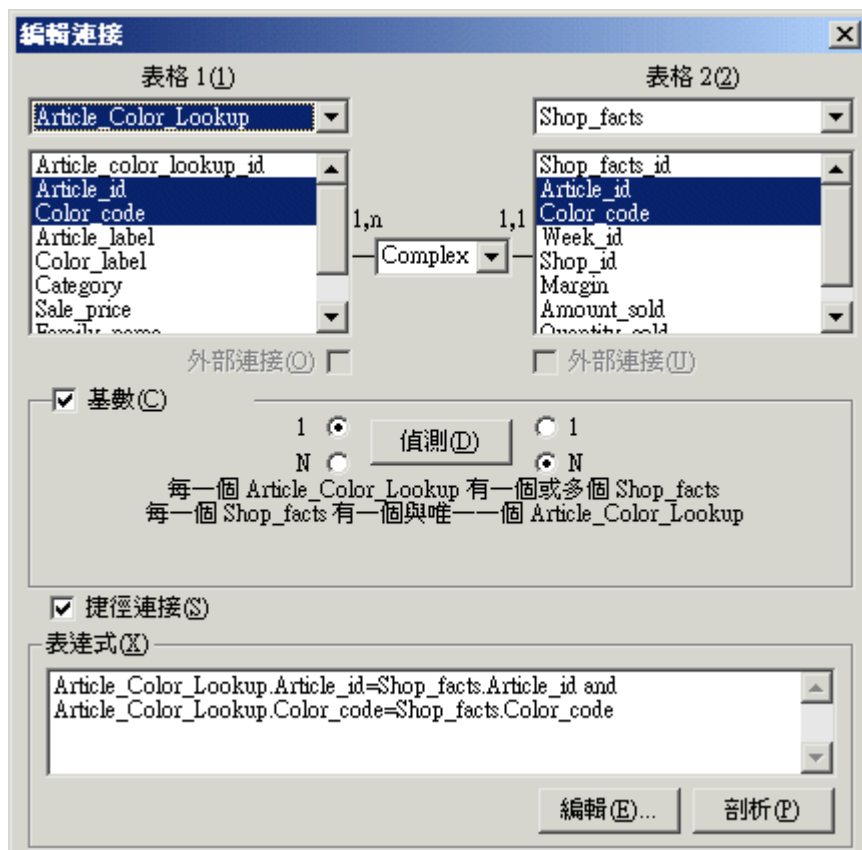 編輯連接
表格 1(1)
表格 2(2)
Article_Color_Lookup
Shop_facts
Article_color_lookup_id
Article_id
Color_code
Article_label
Color_label
Category
Sale_price
Family_name
1,n
1,1
Complex
Shop_facts_id
Article_id
Color_code
Week_id
Shop_id
Margin
Amount_sold
Quantity_sold
外部連接(O)
外部連接(U)
基數(C)
1
偵測(D)
1
N
N
每一個 Article_Color_Lookup 有一個或多個 Shop_facts
每一個 Shop_facts 有一個與唯一一個 Article_Color_Lookup
捷徑連接(S)
表達式(X)
Article_Color_Lookup.Article_id=Shop_facts.Article_id and
Article_Color_Lookup.Color_code=Shop_facts.Color_code
編輯(E)...
剖析(P)